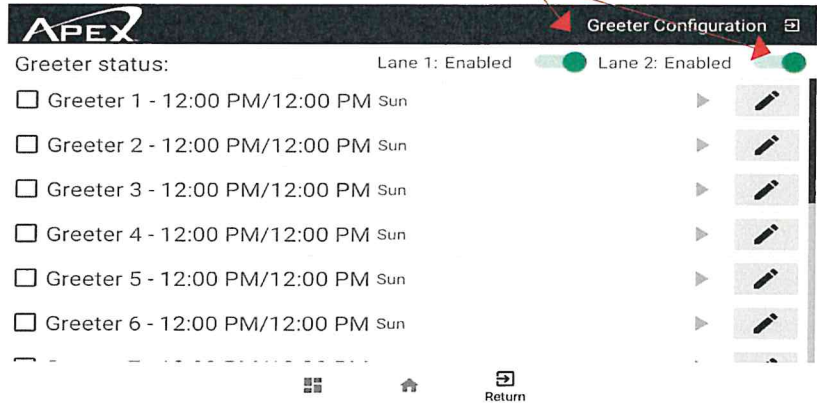 APEX
Greeter Configuration
Greeter status: Lane 1: Enabled Lane 2: Enabled
Greeter 1 - 12:00 PM/12:00 PM Sun
Greeter 2 - 12:00 PM/12:00 PM Sun
Greeter 3 - 12:00 PM/12:00 PM Sun
Greeter 4 - 12:00 PM/12:00 PM Sun
Greeter 5 - 12:00 PM/12:00 PM Sun
Greeter 6 - 12:00 PM/12:00 PM Sun
Return